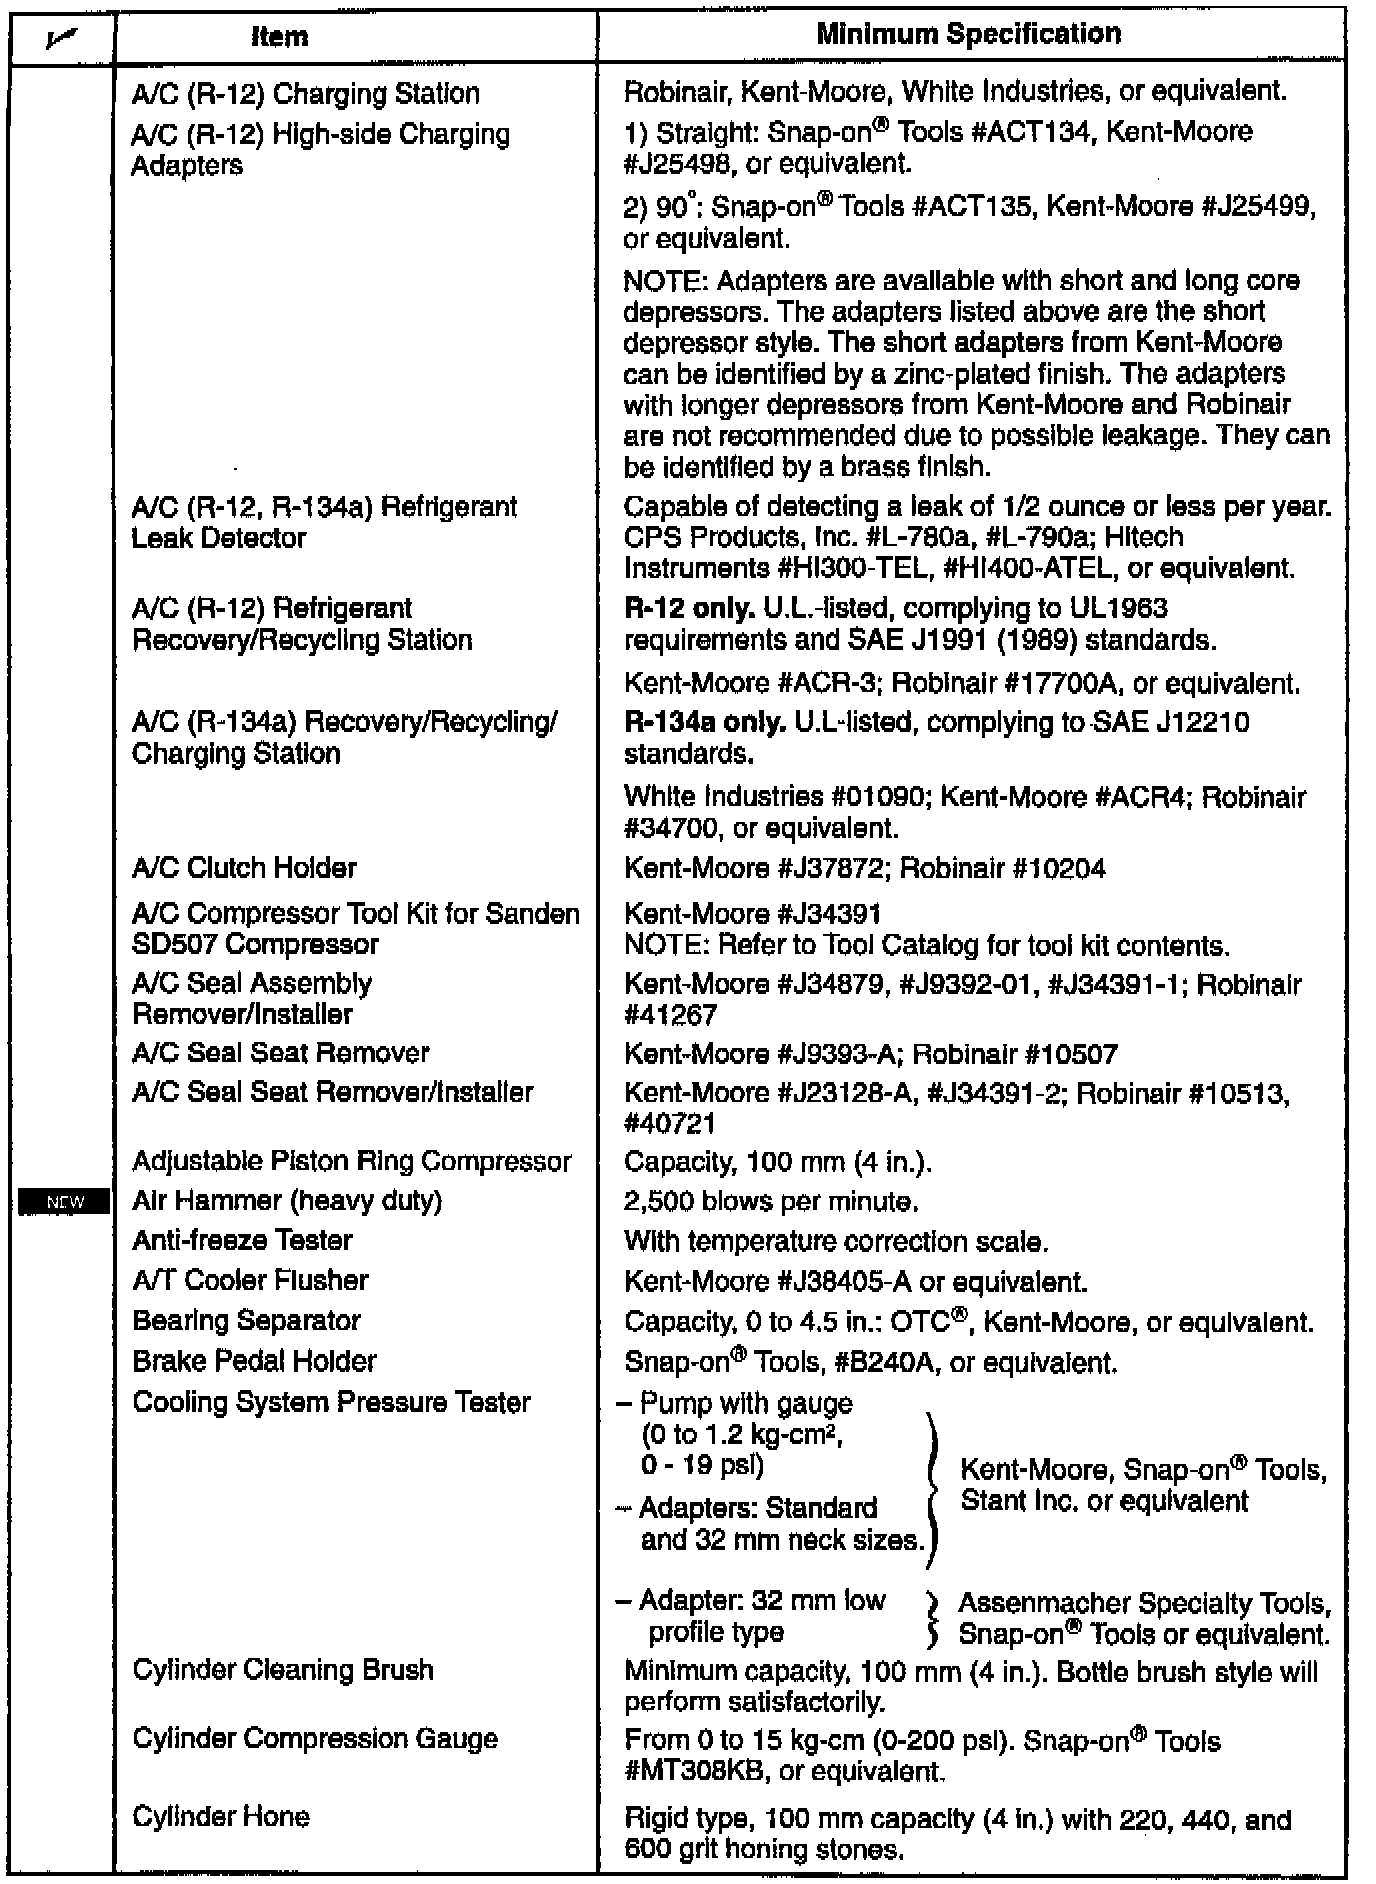 Item Minimum Specification
A/C (R-12) Charging Station Robinair, Kent-Moore, White Industries, or equivalent.
A/C (R-12) High-side Charging
Adapters
1) Straight: Snap-on® Tools #ACT134, Kent-Moore
#J25498, or equivalent.
2) 90°: Snap-on® Tools #ACT135, Kent-Moore #J25499,
or equivalent.
NOTE: Adapters are available with short and long core
depressors. The adapters listed above are the short
depressor style. The short adapters from Kent-Moore
can be identified by a zinc-plated finish. The adapters
with longer depressors from Kent-Moore and Robinair
are not recommended due to possible leakage. They can
be identified by a brass finish.
A/C (R-12, R-134a) Refrigerant
Leak Detector
Capable of detecting a leak of 1/2 ounce or less per year.
CPS Products, Inc. #L-780a, #L-790a; Hitech
Instruments #HI300-TEL, #HI400-ATEL, or equivalent.
A/C (R-12) Refrigerant
Recovery/Recycling Station
R-12 only. U.L.-listed, complying to UL1963
requirements and SAE J1991 (1989) standards.
Kent-Moore #ACR-3; Robinair #17700A, or equivalent.
A/C (R-134a) Recovery/Recycling/
Charging Station
R-134a only. U.L-listed, complying to SAE J12210
standards.
White Industries #01090; Kent-Moore #ACR4; Robinair
#34700, or equivalent.
A/C Clutch Holder Kent-Moore #J37872; Robinair #10204
A/C Compressor Tool Kit for Sanden
SD507 Compressor
Kent-Moore #J34391
NOTE: Refer to Tool Catalog for tool kit contents.
A/C Seal Assembly
Remover/Installer
Kent-Moore #J34879, #J9392-01, #J34391-1; Robinair
#41267
A/C Seal Seat Remover Kent-Moore #J9393-A; Robinair #10507
A/C Seal Seat Remover/Installer Kent-Moore #J23128-A, #J34391-2; Robinair #10513,
#40721
Adjustable Piston Ring Compressor Capacity, 100 mm (4 in.).
NEW Air Hammer (heavy duty) 2,500 blows per minute.
Anti-freeze Tester With temperature correction scale.
A/T Cooler Flusher Kent-Moore #J38405-A or equivalent.
Bearing Separator Capacity, 0 to 4.5 in.: OTC®, Kent-Moore, or equivalent.
Brake Pedal Holder Snap-on® Tools, #B240A, or equivalent.
Cooling System Pressure Tester
– Pump with gauge
(0 to 1.2 kg-cm²,
0 - 19 psi)
– Adapters: Standard
and 32 mm neck sizes.
Kent-Moore, Snap-on® Tools,
Stant Inc. or equivalent
– Adapter: 32 mm low
profile type
Assenmacher Specialty Tools,
Snap-on® Tools or equivalent.
Cylinder Cleaning Brush Minimum capacity, 100 mm (4 in.). Bottle brush style will
perform satisfactorily.
Cylinder Compression Gauge From 0 to 15 kg-cm (0-200 psi). Snap-on® Tools
#MT308KB, or equivalent.
Cylinder Hone Rigid type, 100 mm capacity (4 in.) with 220, 440, and
600 grit honing stones.